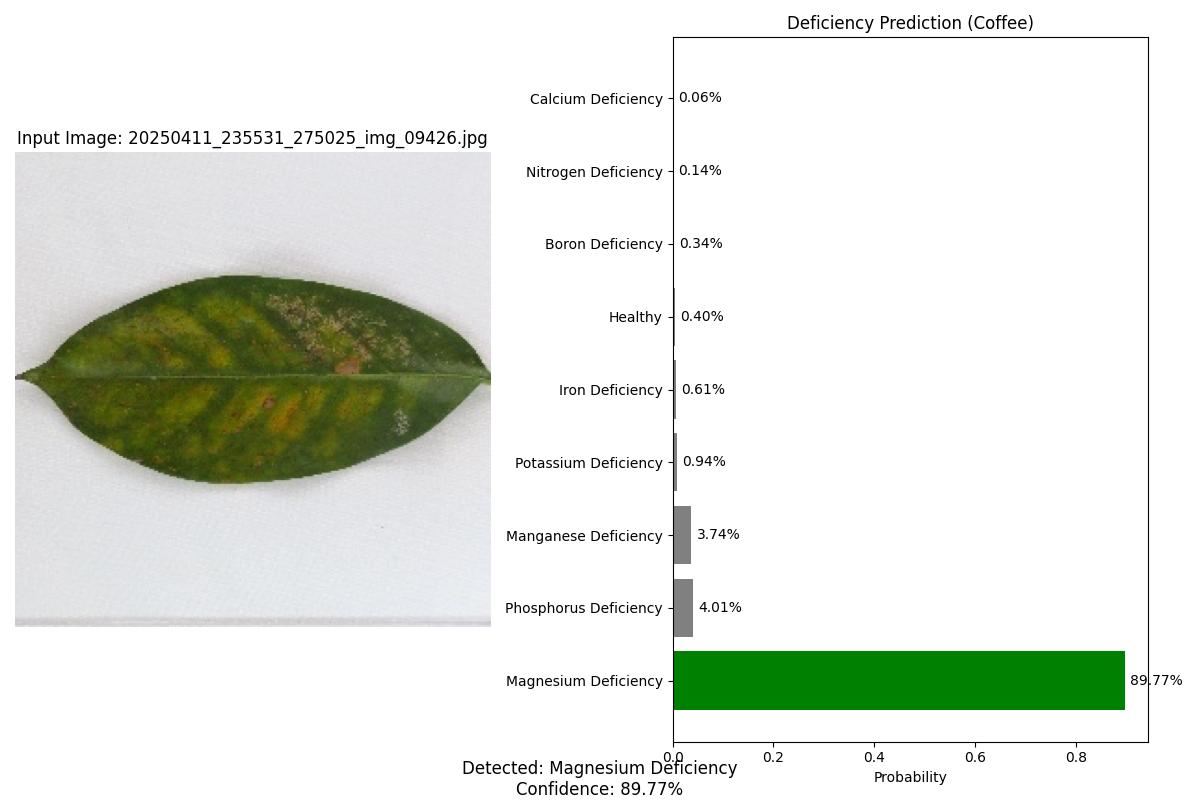 Deficiency Prediction (Coffee)
Input Image: 20250411_235531_275025_img_09426.jpg
Calcium Deficiency 0.06%
Nitrogen Deficiency 0.14%
Boron Deficiency 0.34%
Healthy 0.40%
Iron Deficiency 0.61%
Potassium Deficiency 0.94%
Manganese Deficiency 3.74%
Phosphorus Deficiency 4.01%
Magnesium Deficiency 89.77%
0.0 0.2 0.4 0.6 0.8
Probability
Detected: Magnesium Deficiency
Confidence: 89.77%